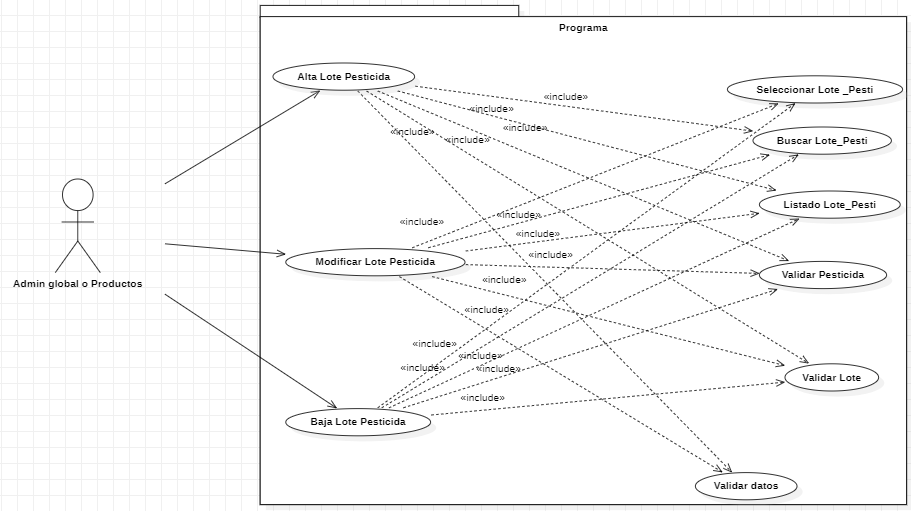 Programa
Alta Lote Pesticida
Seleccionar Lote _Pesti
«include»
«include»
«include»
«include»
«include»
Buscar Lote_Pesti
Listado Lote_Pesti
«include»
«include»
«include»
«include»
Modificar Lote Pesticida
Validar Pesticida
Admin global o Productos
«include»
«include»
«include»
«include»
«include»
«include»
Validar Lote
«include»
Baja Lote Pesticida
Validar datos